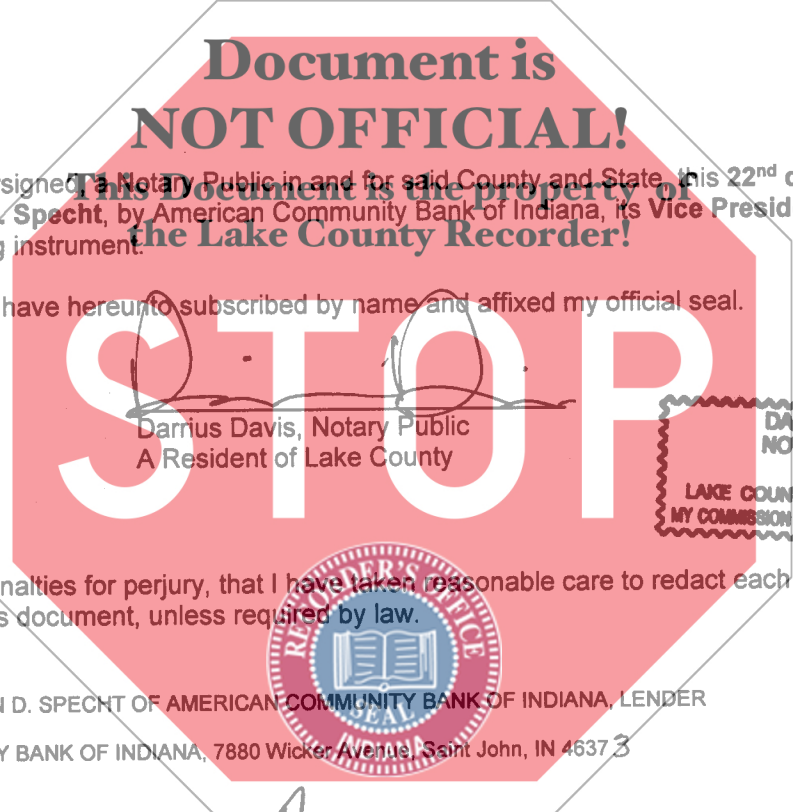 Document is
NOT OFFICIAL!
rsigned, a Notary Public in and for said County and State, this 22nd
This Document is the property of
. Specht, by American Community Bank of Indiana, its Vice Presid
the Lake County Recorder!
g instrument.
have hereunto subscribed by name and affixed my official seal.
STOP
Darrius Davis, Notary Public
A Resident of Lake County
DA
NO
LAKE COUN
MY COMMISSION
nalties for perjury, that I have taken reasonable care to redact each
s document, unless required by law.
RECORDER'S OFFICE
SEAL
INDIANA
N D. SPECHT OF AMERICAN COMMUNITY BANK OF INDIANA, LENDER
Y BANK OF INDIANA, 7880 Wicker Avenue, Saint John, IN 46373